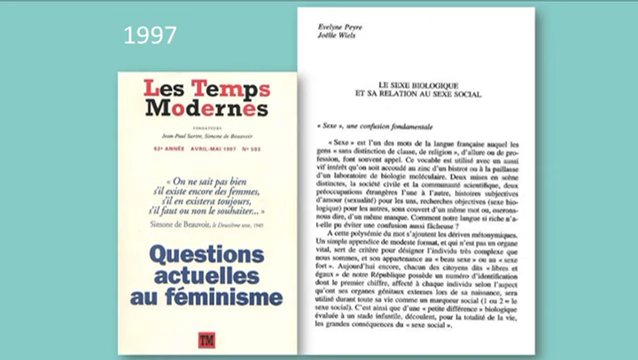 1997
Les Temps
Modernes
FONDATEURS
Jean-Paul Sartre, Simone de Beauvoir
52e ANNÉE AVRIL-MAI 1997 N° 593
« On ne sait pas bien
s'il existe encore des femmes,
s'il en existera toujours,
s'il faut ou non le souhaiter... »
Simone de Beauvoir, le Deuxième sexe, 1949
Questions
actuelles
au féminisme
TM
Evelyne Peyre
Joëlle Wiels
LE SEXE BIOLOGIQUE
ET SA RELATION AU SEXE SOCIAL
« Sexe », une confusion fondamentale
« Sexe » est l'un des mots de la langue française auquel les
gens « sans distinction de classe, de religion », d'allure ou de pro-
fession, font souvent appel. Ce vocable est utilisé avec un aussi
vif intérêt qu'on soit accoudé au zinc d'un bistrot ou à la paillasse
d'un laboratoire de biologie moléculaire. Deux mises en scène
distinctes, la société civile et la communauté scientifique, deux
préoccupations étrangères l'une à l'autre, histoires subjectives
d'amour (sexualité) pour les uns, recherches objectives (sexe bio-
logique) pour les autres, sous couvert d'un même mot ou, oserons-
nous dire, d'un même masque. Comment notre langue si riche n'a-
t-elle pu éviter une confusion aussi fâcheuse ?
A cette polysémie du mot s'ajoutent les dérives métonymiques.
Un simple appendice de modeste format, et qui n'est pas un organe
vital, sert de critère pour désigner l'individu très complexe que
nous sommes, et son appartenance au « beau sexe » ou au « sexe
fort ». Aujourd'hui encore, chacun des citoyens dits « libres et
égaux » de notre République possède un numéro d'identification
dont le premier chiffre, affecté à chaque individu selon l'aspect
qu'ont ses organes génitaux externes lors de sa naissance, sera
utilisé durant toute sa vie comme un marqueur social (1 ou 2 = le
sexe social). C'est ainsi que d'une « petite différence » biologique
évaluée à un stade infantile, découlent, pour la totalité de la vie,
les grandes conséquences du « sexe social ».